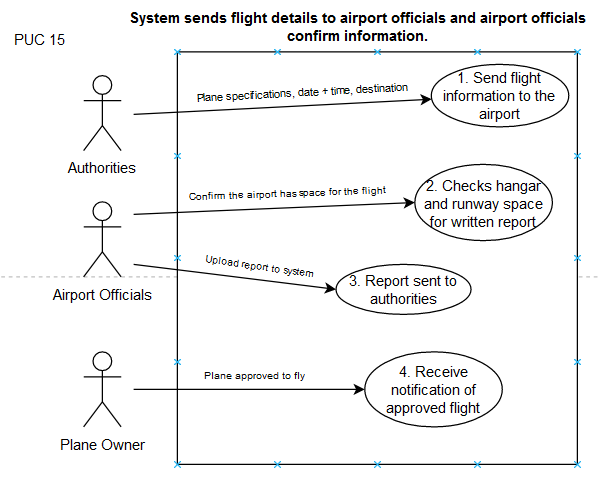 System sends flight details to airport officials and airport officials
confirm information.
PUC 15
Plane specifications, date + time, destination
1. Send flight
information to the
airport
Authorities
Confirm the airport has space for the flight
2. Checks hangar
and runway space
for written report
Upload report to system
3. Report sent to
authorities
Airport Officials
Plane approved to fly
4. Receive
notification of
approved flight
Plane Owner